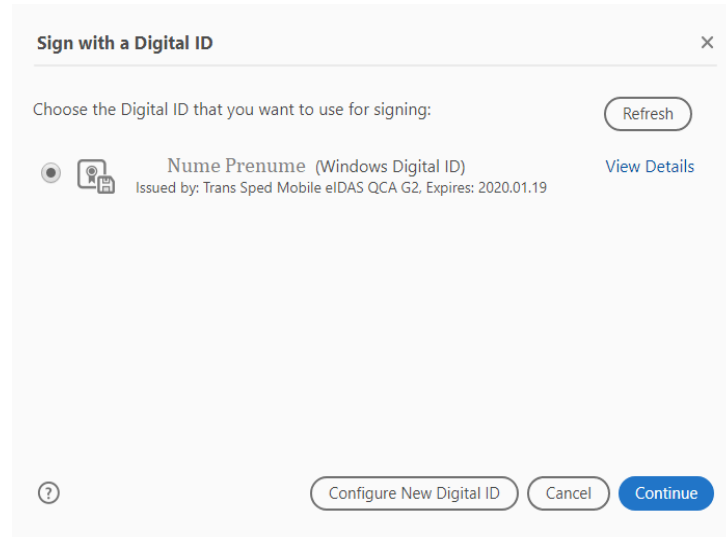 Sign with a Digital ID
Choose the Digital ID that you want to use for signing:
Refresh
Nume Prenume (Windows Digital ID)
View Details
Issued by: Trans Sped Mobile eIDAS QCA G2, Expires: 2020.01.19
?
Configure New Digital ID
Cancel
Continue